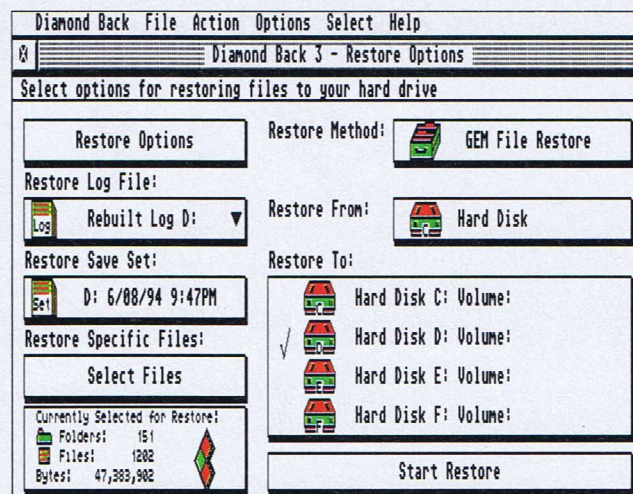 Diamond Back File Action Options Select Help
Diamond Back 3 - Restore Options
Select options for restoring files to your hard drive
Restore Options
Restore Method:
GEM File Restore
Restore Log File:
Log
Rebuilt Log D:
Restore From:
C
Hard Disk
Restore Save Set:
Set
D: 6/08/94 9:47PM
Restore Specific Files:
Select Files
Currently Selected for Restore:
Folders: 151
Files: 1202
Bytes: 47,383,902
Restore To:
C Hard Disk C: Volume:
D Hard Disk D: Volume:
E Hard Disk E: Volume:
F Hard Disk F: Volume:
Start Restore